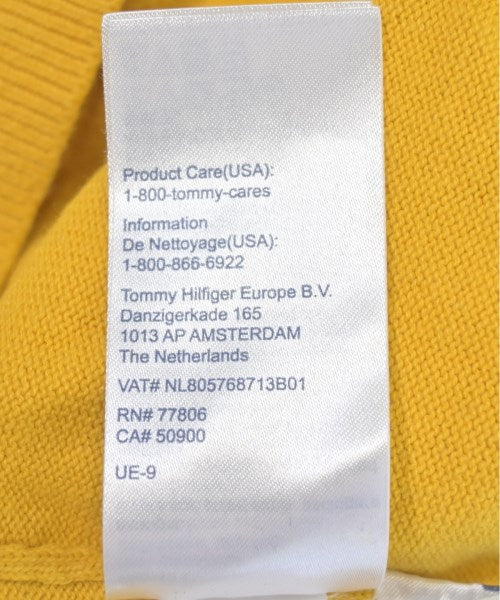 Product Care(USA):
1-800-tommy-cares
Information
De Nettoyage(USA):
1-800-866-6922
Tommy Hilfiger Europe B.V.
Danzigerkade 165
1013 AP AMSTERDAM
The Netherlands
VAT# NL805768713B01
RN# 77806
CA# 50900
UE-9